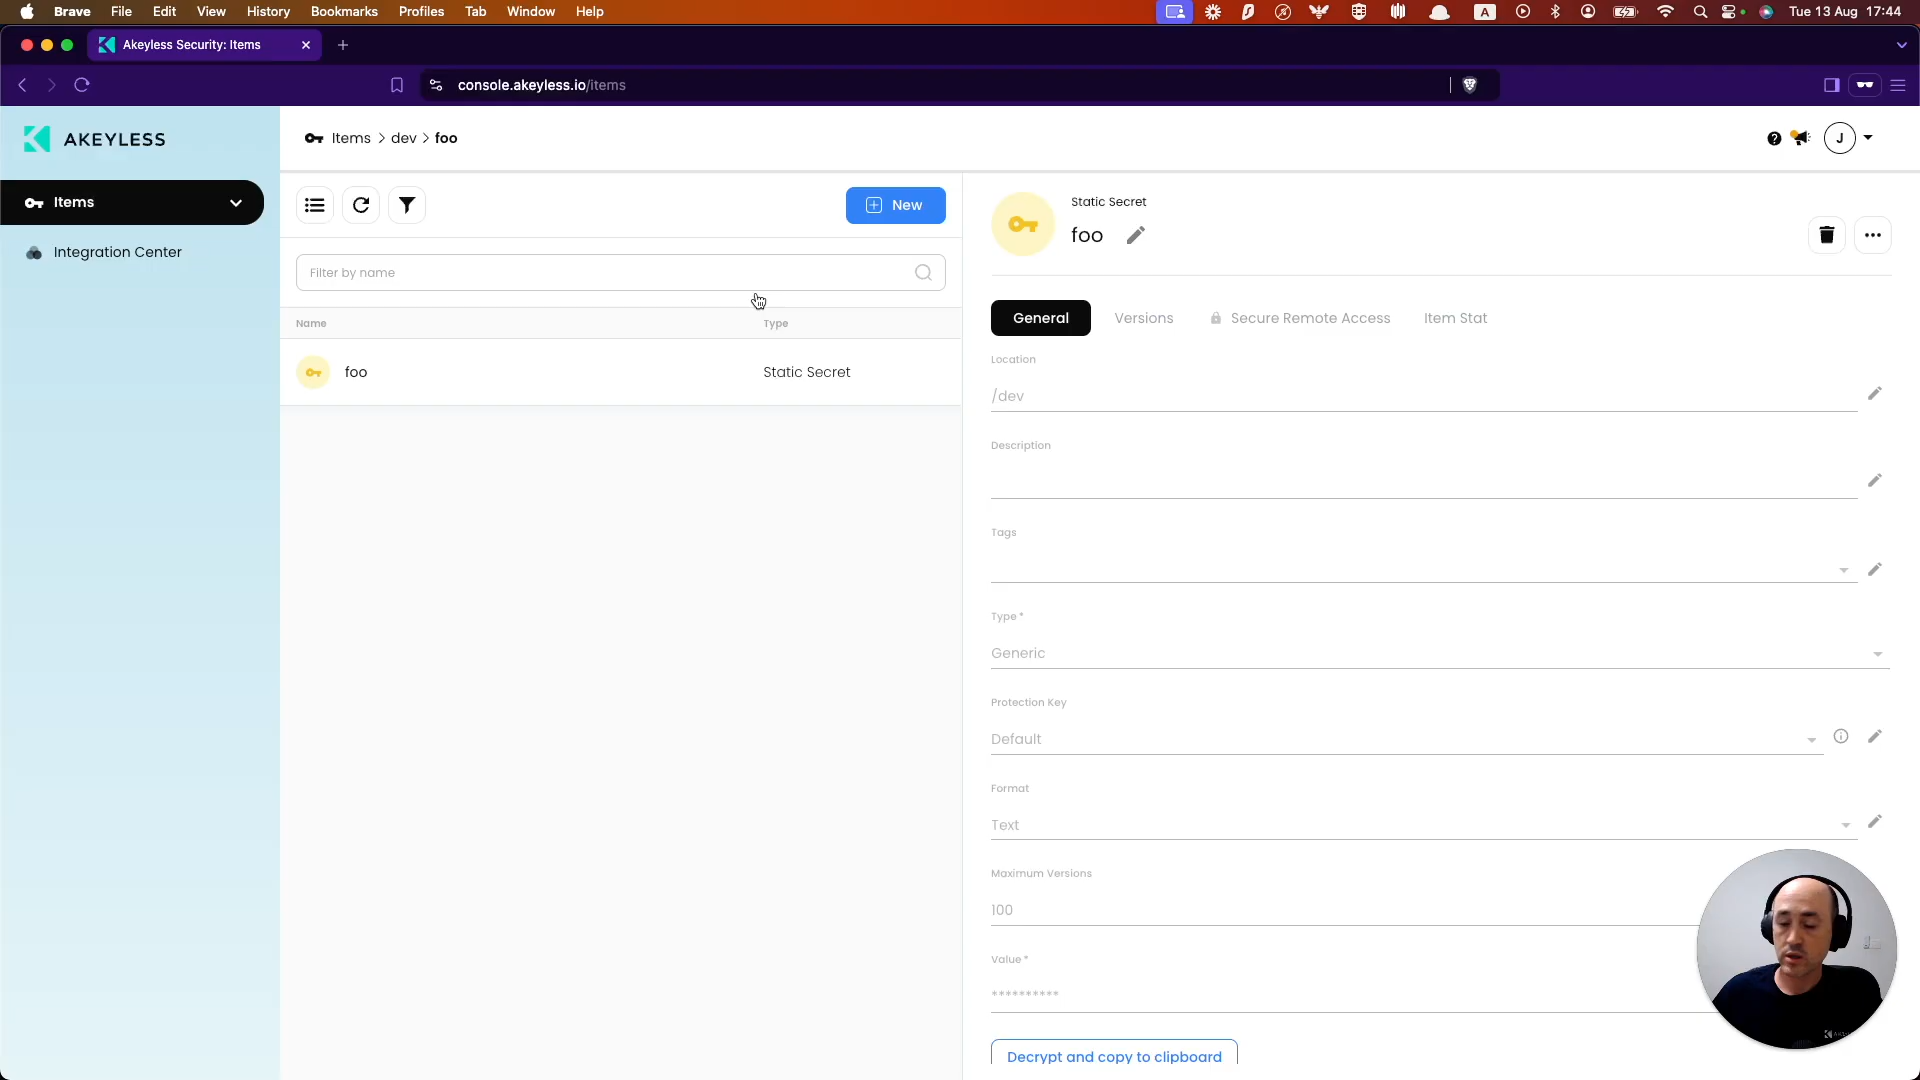 Brave File Edit View History Bookmarks Profiles Tab Window Help A Tue 13 Aug 17:44
Akeyless Security: Items
console.akeyless.io/items
AKEYLESS
Items > dev > foo
J
Items
Integration Center
New
Filter by name
Name Type
foo Static Secret
Static Secret
foo
General Versions Secure Remote Access Item Stat
Location
/dev
Description
Tags
Type *
Generic
Protection Key
Default
Format
Text
Maximum Versions
100
Value *
**********
Decrypt and copy to clipboard